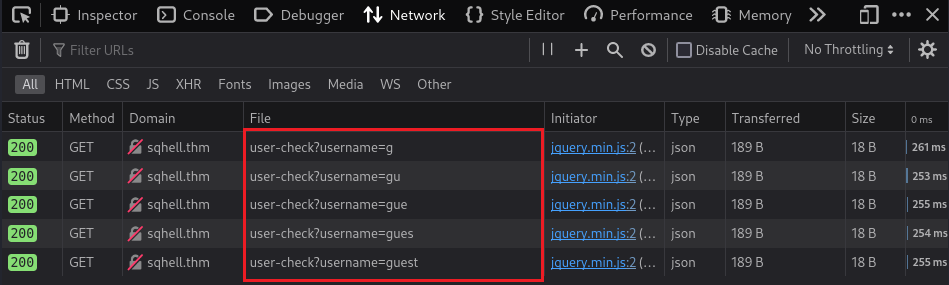 Inspector Console Debugger Network Style Editor Performance Memory
Filter URLs Disable Cache No Throttling
All HTML CSS JS XHR Fonts Images Media WS Other
Status Method Domain File Initiator Type Transferred Size 0 ms
200 GET sqhell.thm user-check?username=g jquery.min.js:2 (... json 189 B 18 B 261 ms
200 GET sqhell.thm user-check?username=gu jquery.min.js:2 (... json 189 B 18 B 253 ms
200 GET sqhell.thm user-check?username=gue jquery.min.js:2 (... json 189 B 18 B 255 ms
200 GET sqhell.thm user-check?username=gues jquery.min.js:2 (... json 189 B 18 B 254 ms
200 GET sqhell.thm user-check?username=guest jquery.min.js:2 (... json 189 B 18 B 255 ms